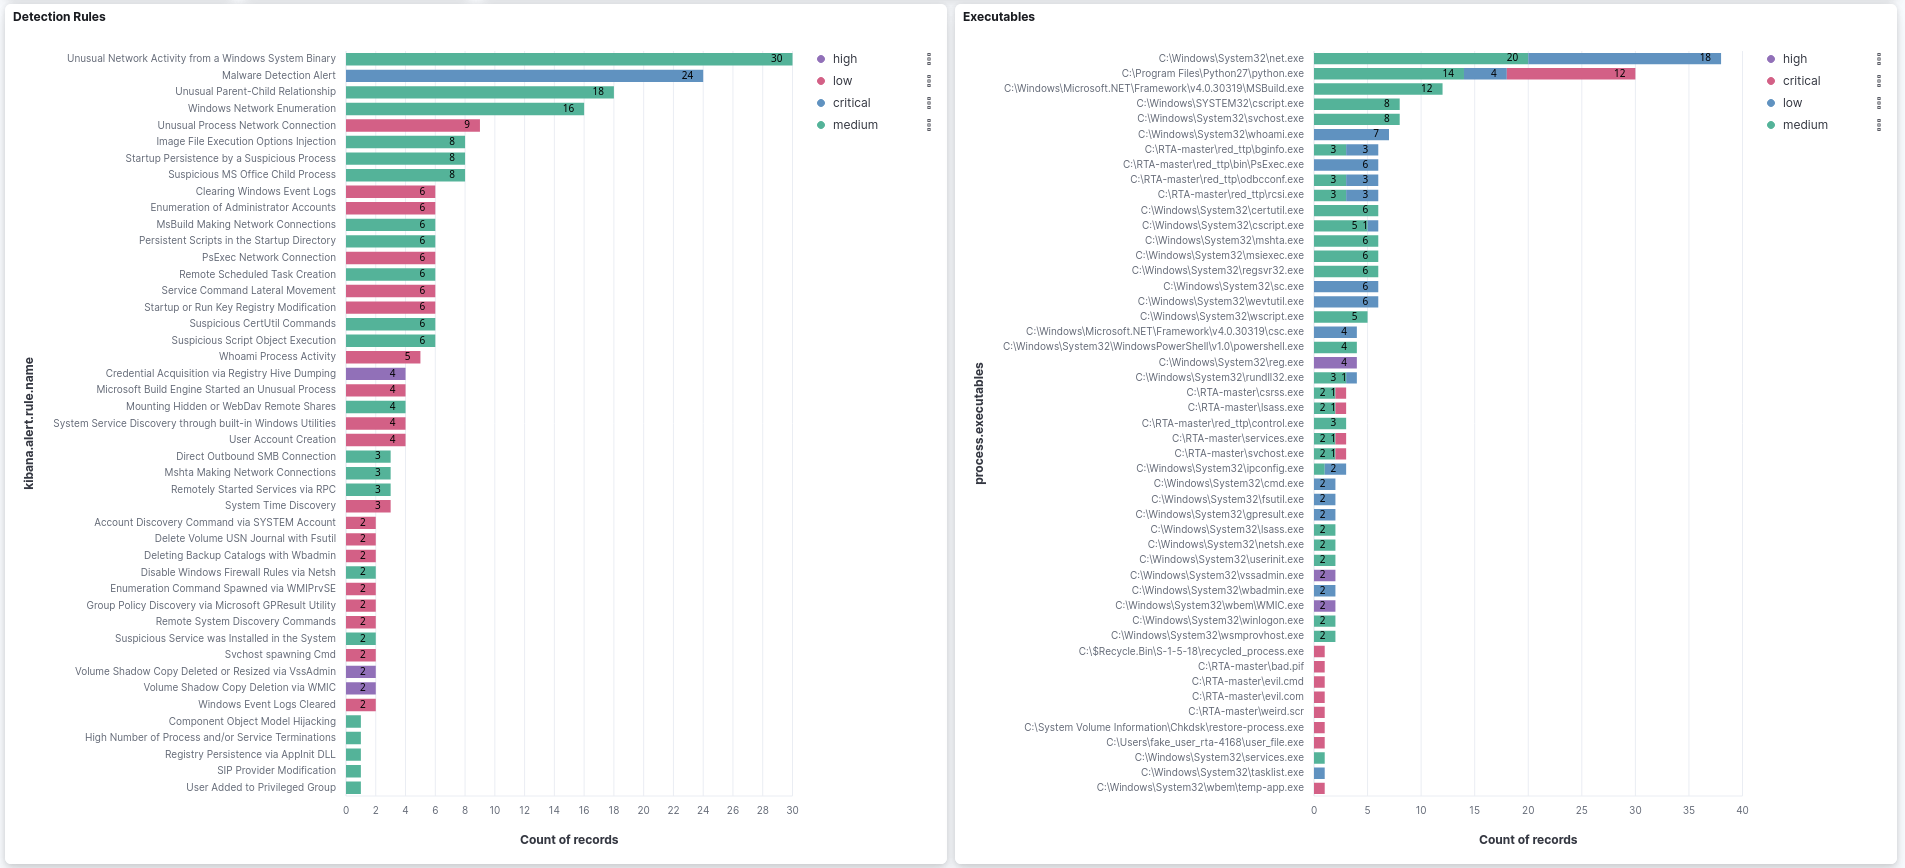 Detection Rules
kibana.alert.rule.name
Unusual Network Activity from a Windows System Binary 30
Malware Detection Alert 24
Unusual Parent-Child Relationship 18
Windows Network Enumeration 16
Unusual Process Network Connection 9
Image File Execution Options Injection 8
Startup Persistence by a Suspicious Process 8
Suspicious MS Office Child Process 8
Clearing Windows Event Logs 6
Enumeration of Administrator Accounts 6
MsBuild Making Network Connections 6
Persistent Scripts in the Startup Directory 6
PsExec Network Connection 6
Remote Scheduled Task Creation 6
Service Command Lateral Movement 6
Startup or Run Key Registry Modification 6
Suspicious CertUtil Commands 6
Suspicious Script Object Execution 6
Whoami Process Activity 5
Credential Acquisition via Registry Hive Dumping 4
Microsoft Build Engine Started an Unusual Process 4
Mounting Hidden or WebDav Remote Shares 4
System Service Discovery through built-in Windows Utilities 4
User Account Creation 4
Direct Outbound SMB Connection 3
Mshta Making Network Connections 3
Remotely Started Services via RPC 3
System Time Discovery 3
Account Discovery Command via SYSTEM Account 2
Delete Volume USN Journal with Fsutil 2
Deleting Backup Catalogs with Wbadmin 2
Disable Windows Firewall Rules via Netsh 2
Enumeration Command Spawned via WMIPrvSE 2
Group Policy Discovery via Microsoft GPResult Utility 2
Remote System Discovery Commands 2
Suspicious Service was Installed in the System 2
Svchost spawning Cmd 2
Volume Shadow Copy Deleted or Resized via VssAdmin 2
Volume Shadow Copy Deletion via WMIC 2
Windows Event Logs Cleared 2
Component Object Model Hijacking
High Number of Process and/or Service Terminations
Registry Persistence via AppInit DLL
SIP Provider Modification
User Added to Privileged Group
0 2 4 6 8 10 12 14 16 18 20 22 24 26 28 30
Count of records
high
low
critical
medium
Executables
process.executables
C:\Windows\System32\net.exe 20 18
C:\Program Files\Python27\python.exe 14 4 12
C:\Windows\Microsoft.NET\Framework\v4.0.30319\MSBuild.exe 12
C:\Windows\SYSTEM32\cscript.exe 8
C:\Windows\System32\svchost.exe 8
C:\Windows\System32\whoami.exe 7
C:\RTA-master\red_ttp\bginfo.exe 3 3
C:\RTA-master\red_ttp\bin\PsExec.exe 6
C:\RTA-master\red_ttp\odbcconf.exe 3 3
C:\RTA-master\red_ttp\rcsi.exe 3 3
C:\Windows\System32\certutil.exe 6
C:\Windows\System32\cscript.exe 5 1
C:\Windows\System32\mshta.exe 6
C:\Windows\System32\msiexec.exe 6
C:\Windows\System32\regsvr32.exe 6
C:\Windows\System32\sc.exe 6
C:\Windows\System32\wevtutil.exe 6
C:\Windows\System32\wscript.exe 5
C:\Windows\Microsoft.NET\Framework\v4.0.30319\csc.exe 4
C:\Windows\System32\WindowsPowerShell\v1.0\powershell.exe 4
C:\Windows\System32\reg.exe 4
C:\Windows\System32\rundll32.exe 3 1
C:\RTA-master\csrss.exe 2 1
C:\RTA-master\lsass.exe 2 1
C:\RTA-master\red_ttp\control.exe 3
C:\RTA-master\services.exe 2 1
C:\RTA-master\svchost.exe 2 1
C:\Windows\System32\ipconfig.exe 2
C:\Windows\System32\cmd.exe 2
C:\Windows\System32\fsutil.exe 2
C:\Windows\System32\gpresult.exe 2
C:\Windows\System32\lsass.exe 2
C:\Windows\System32\netsh.exe 2
C:\Windows\System32\userinit.exe 2
C:\Windows\System32\vssadmin.exe 2
C:\Windows\System32\wbadmin.exe 2
C:\Windows\System32\wbem\WMIC.exe 2
C:\Windows\System32\winlogon.exe 2
C:\Windows\System32\wsmprovhost.exe 2
C:\$Recycle.Bin\S-1-5-18\recycled_process.exe
C:\RTA-master\bad.pif
C:\RTA-master\evil.cmd
C:\RTA-master\evil.com
C:\RTA-master\weird.scr
C:\System Volume Information\Chkdsk\restore-process.exe
C:\Users\fake_user_rta-4168\user_file.exe
C:\Windows\System32\services.exe
C:\Windows\System32\tasklist.exe
C:\Windows\System32\wbem\temp-app.exe
0 5 10 15 20 25 30 35 40
Count of records
high
critical
low
medium